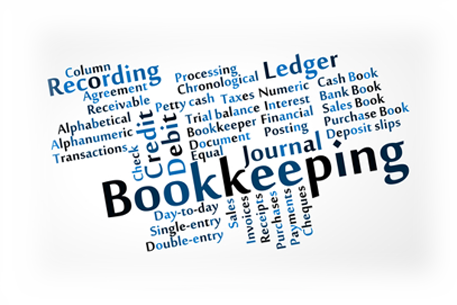 Column
Recording
Agreement
Receivable
Alphabetical
Alphanumeric
Transactions
Check
Credit
Debit
Processing
Chronological
Ledger
Petty cash
Taxes
Numeric
Cash Book
Trial balance
Interest
Bank Book
Bookkeeper
Financial
Sales Book
Document
Posting
Purchase Book
Equal
Journal
Deposit slips
Bookkeeping
Day-to-day
Single-entry
Double-entry
Sales
Invoices
Receipts
Purchases
Payments
Cheques